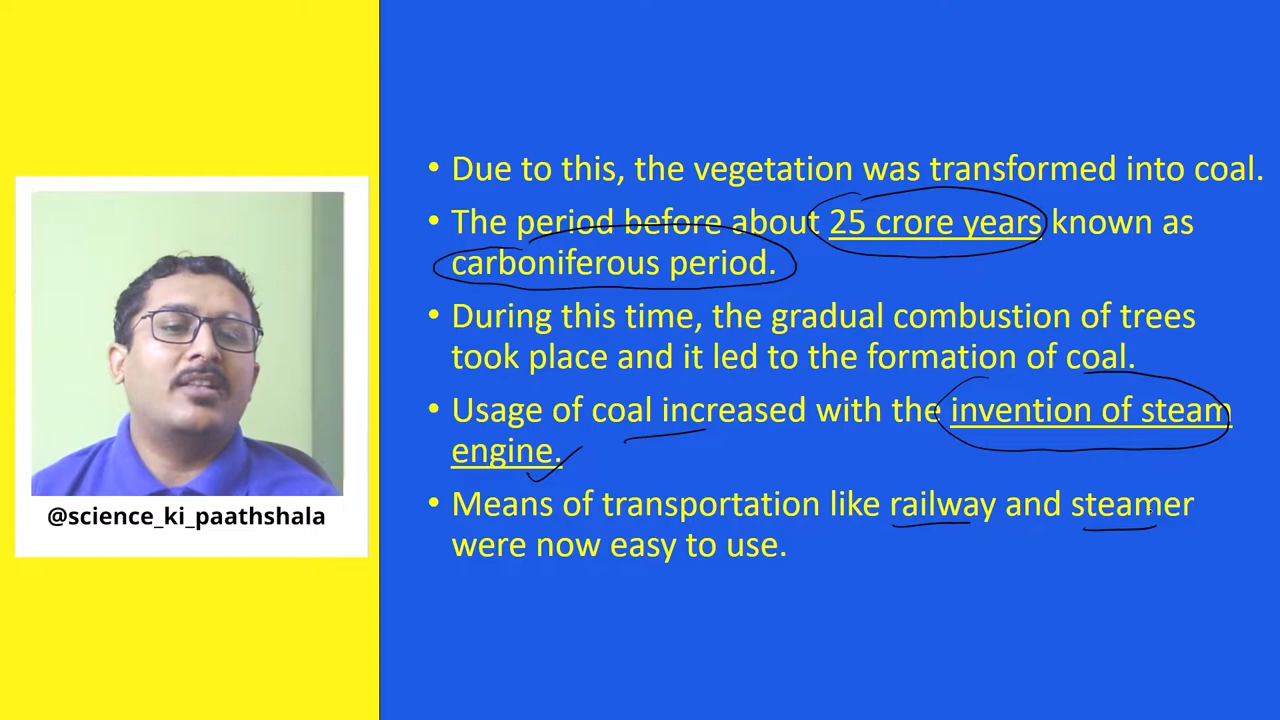 • Due to this, the vegetation was transformed into coal.
• The period before about 25 crore years known as
carboniferous period.
• During this time, the gradual combustion of trees
took place and it led to the formation of coal.
• Usage of coal increased with the invention of steam
engine.
• Means of transportation like railway and steamer
were now easy to use.
@science_ki_paathshala